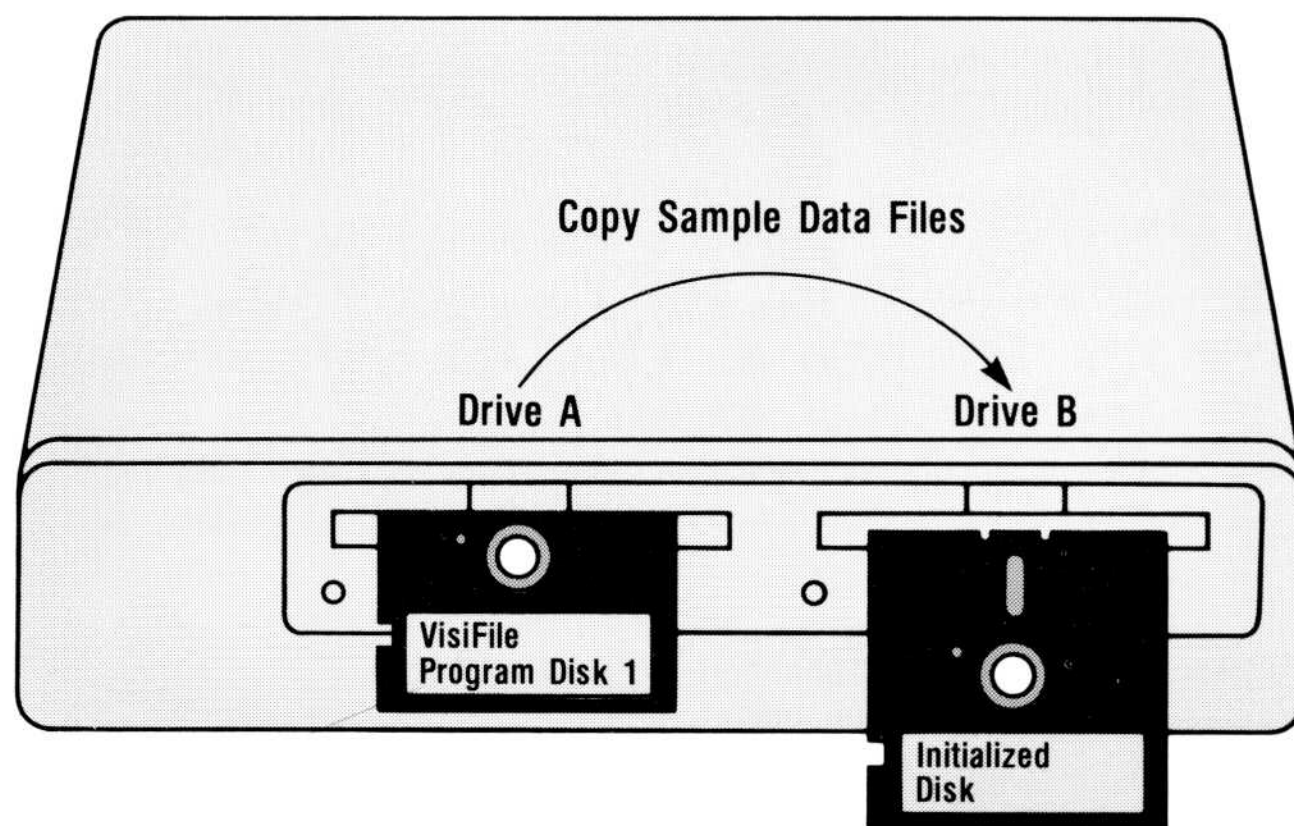 Copy Sample Data Files
Drive A
Drive B
VisiFile
Program Disk 1
Initialized
Disk